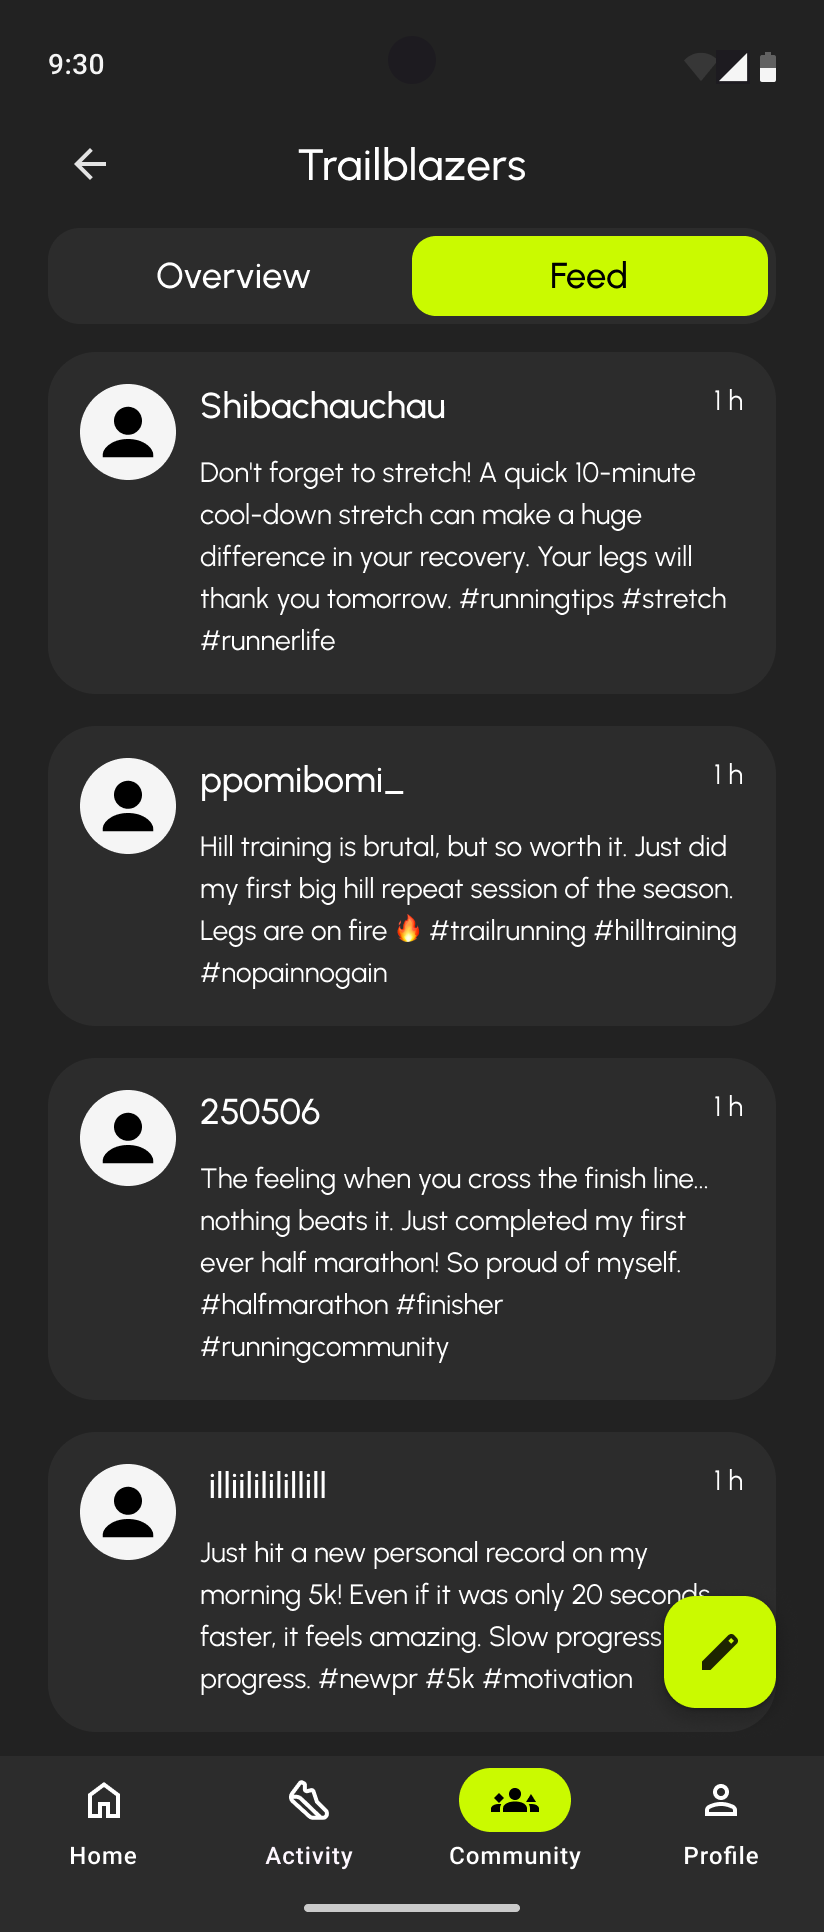 9:30
Trailblazers
Overview
Feed
Shibachauchau
1 h
Don't forget to stretch! A quick 10-minute
cool-down stretch can make a huge
difference in your recovery. Your legs will
thank you tomorrow. #runningtips #stretch
#runnerlife
ppomibomi_
1 h
Hill training is brutal, but so worth it. Just did
my first big hill repeat session of the season.
Legs are on fire 🔥 #trailrunning #hilltraining
#nopainnogain
250506
1 h
The feeling when you cross the finish line...
nothing beats it. Just completed my first
ever half marathon! So proud of myself.
#halfmarathon #finisher
#runningcommunity
1 h
Just hit a new personal record on my
morning 5k! Even if it was only 20 seconds
faster, it feels amazing. Slow progress
progress. #newpr #5k #motivation
Home
Activity
Community
Profile